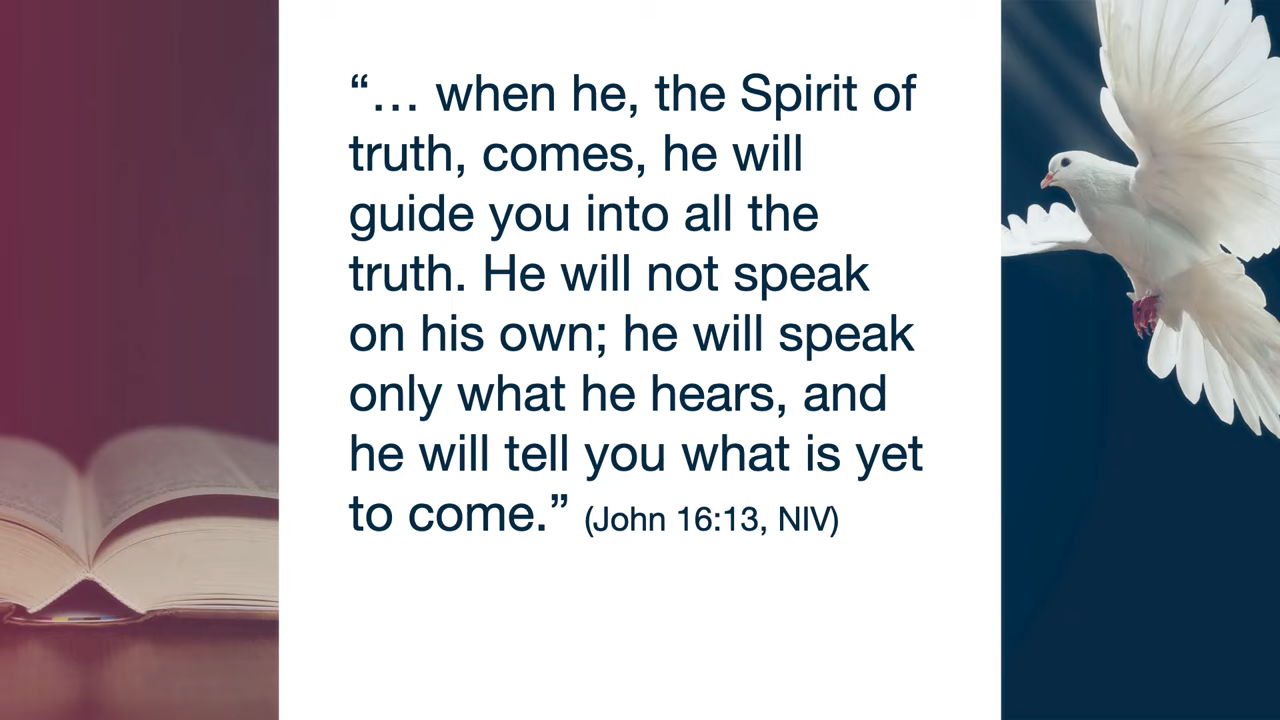 “… when he, the Spirit of
truth, comes, he will
guide you into all the
truth. He will not speak
on his own; he will speak
only what he hears, and
he will tell you what is yet
to come.” (John 16:13, NIV)